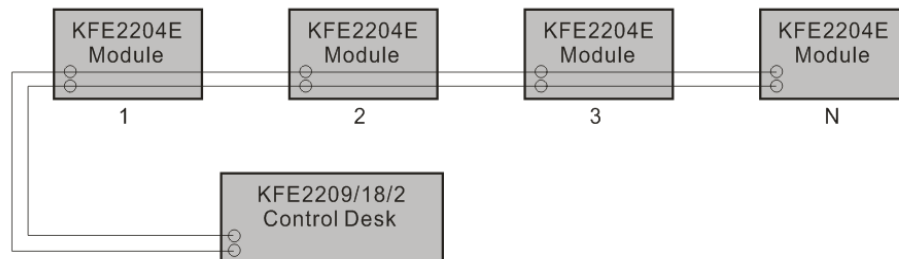 KFE2204E
Module
KFE2204E
Module
KFE2204E
Module
KFE2204E
Module
1
2
3
N
KFE2209/18/2
Control Desk